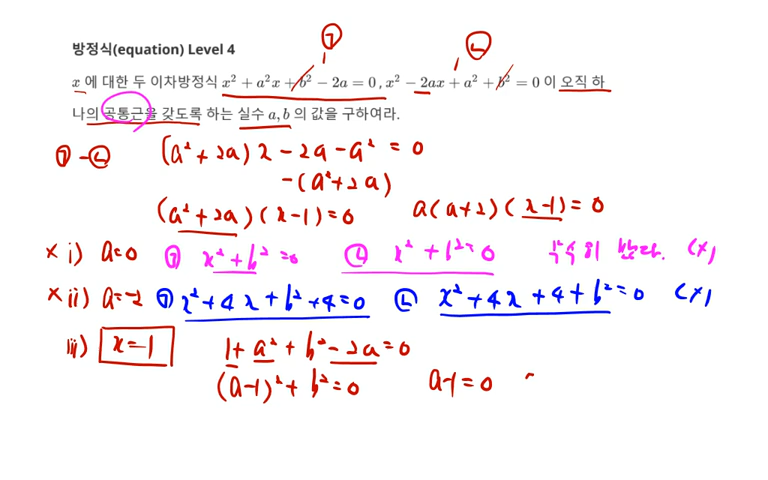 방정식(equation) Level 4
㉠ ㉡
x 에 대한 두 이차방정식 x² + a²x + b² − 2a = 0, x² − 2ax + a² + b² = 0 이 오직 하
나의 공통근을 갖도록 하는 실수 a, b 의 값을 구하여라.
㉠-㉡ (a²+2a)x-2a-a²=0
-(a²+2a)
(a²+2a)(x-1)=0 a(a+2)(x-1)=0
x i) a=0 ㉠ x²+b²=0 ㉡ x²+b²=0 (x)
x ii) a=-2 ㉠ x²+4x+b²+4=0 ㉡ x²+4x+4+b²=0 (x)
iii) x=1 1+a²+b²-2a=0
(a-1)²+b²=0 a-1=0